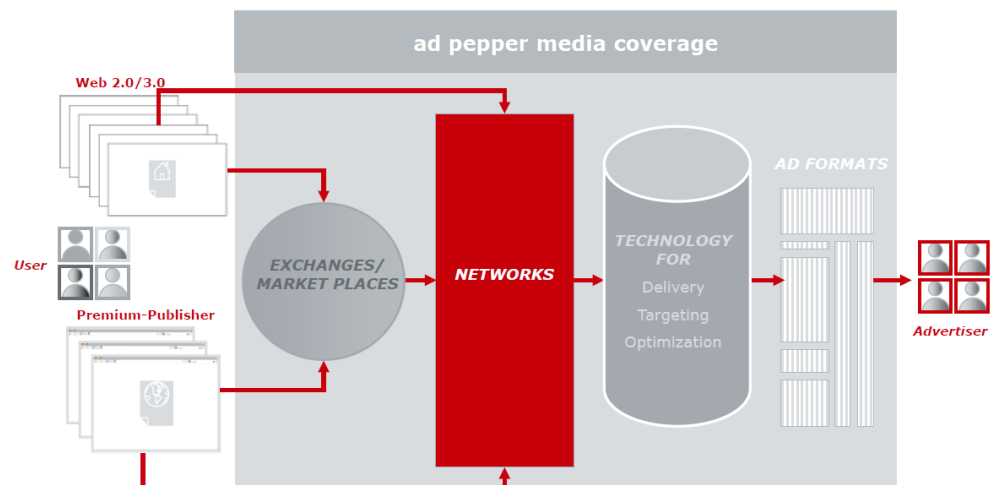 ad pepper media coverage
Web 2.0/3.0
AD FORMATS
User
EXCHANGES/
MARKET PLACES
NETWORKS
TECHNOLOGY
FOR
Delivery
Targeting
Optimization
Premium-Publisher
Advertiser